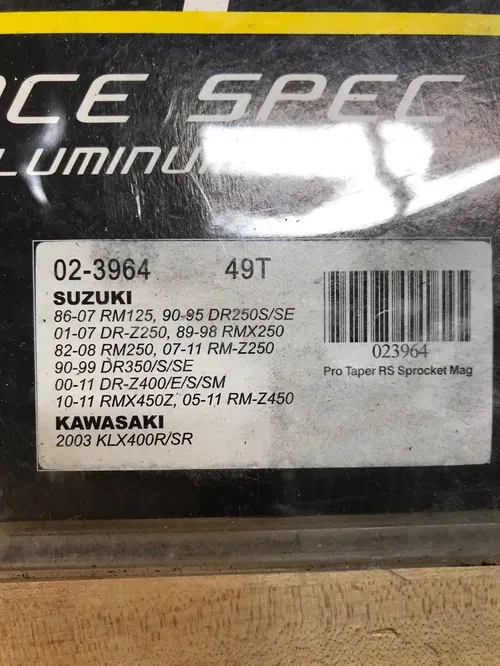 SPEC
02-3964 49T
SUZUKI
86-07 RM125, 90-95 DR250S/SE
01-07 DR-Z250, 89-98 RMX250
82-08 RM250, 07-11 RM-Z250
90-99 DR350/S/SE
00-11 DR-Z400/E/S/SM
10-11 RMX450Z, 05-11 RM-Z450
KAWASAKI
2003 KLX400R/SR
023964
Pro Taper RS Sprocket Mag